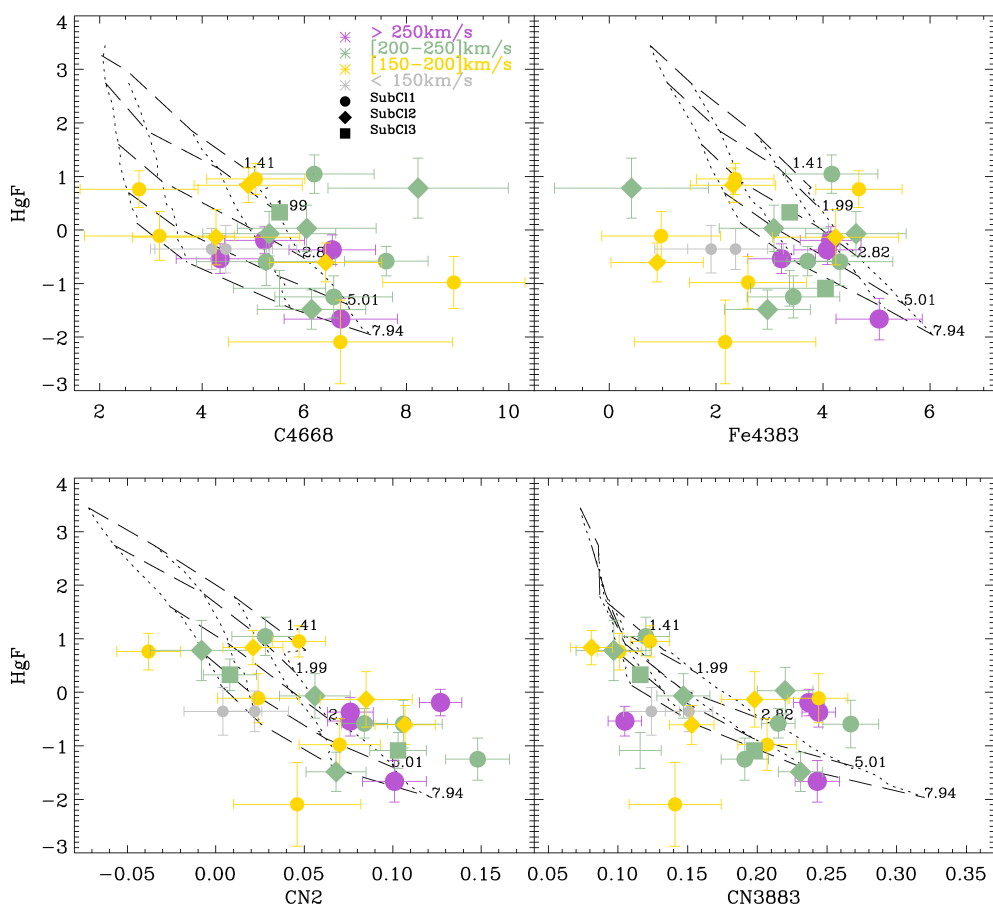 4
3
2
1
0
−1
−2
−3
HgF
> 250km/s
[200−250]km/s
[150−200]km/s
< 150km/s
SubCl1
SubCl2
SubCl3
1.41
1.99
2.8
5.01
7.94
2 4 6 8 10
C4668
1.41
1.99
2.82
5.01
7.94
0 2 4 6
Fe4383
4
3
2
1
0
−1
−2
−3
HgF
1.41
1.99
2.
5.01
7.94
−0.05 0.00 0.05 0.10 0.15
CN2
1.41
1.99
2.82
5.01
7.94
0.05 0.10 0.15 0.20 0.25 0.30 0.35
CN3883